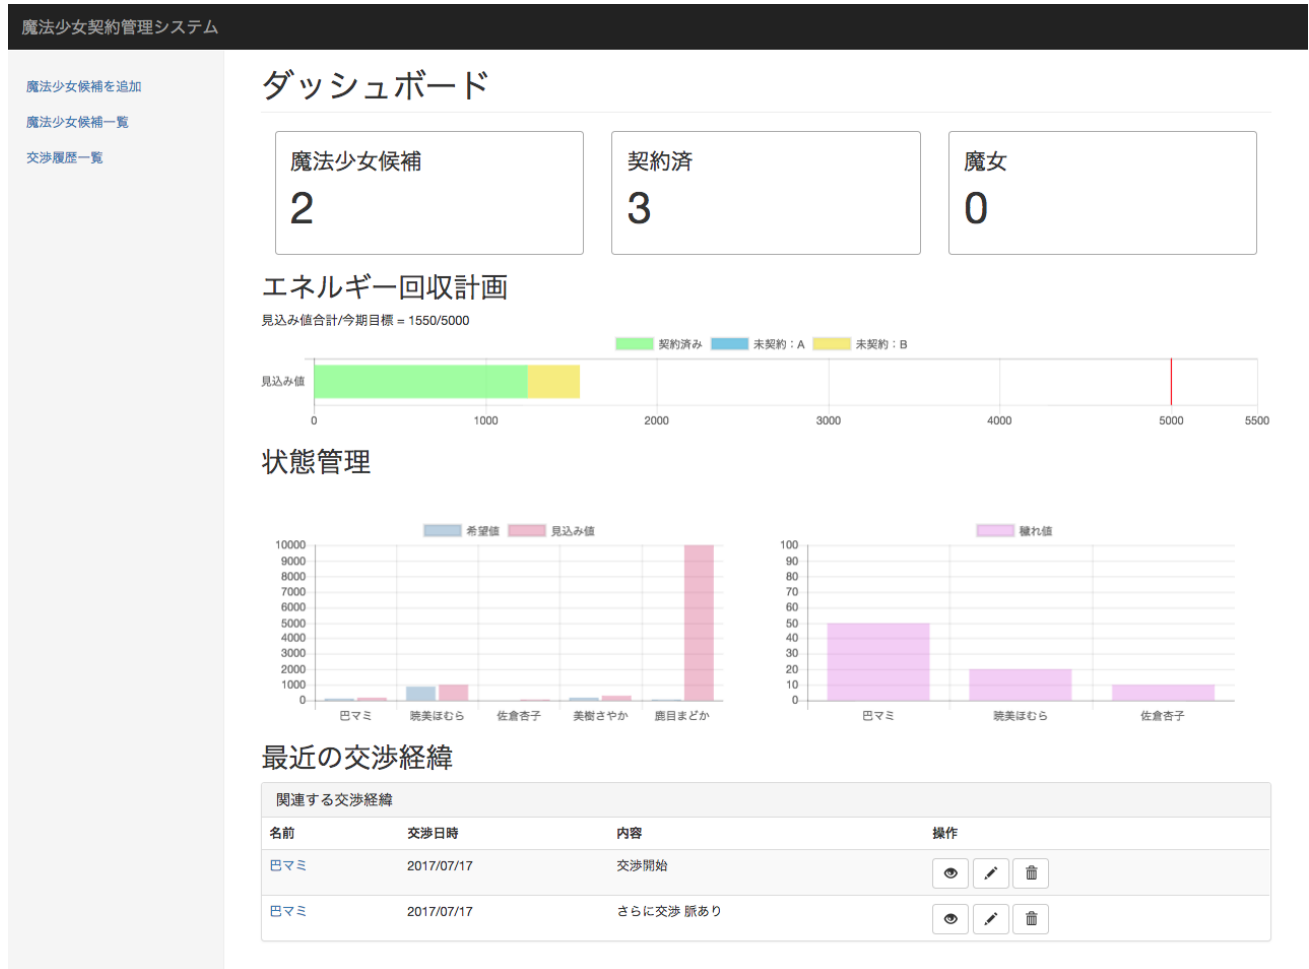 魔法少女契約管理システム
魔法少女候補を追加
魔法少女候補一覧
交渉履歴一覧
ダッシュボード
魔法少女候補
2
契約済
3
魔女
0
エネルギー回収計画
見込み値合計/今期目標 = 1550/5000
契約済み 未契約:A 未契約:B
見込み値
0 1000 2000 3000 4000 5000 5500
状態管理
希望値 見込み値
10000
9000
8000
7000
6000
5000
4000
3000
2000
1000
0
巴マミ 暁美ほむら 佐倉杏子 美樹さやか 鹿目まどか
穢れ値
100
90
80
70
60
50
40
30
20
10
0
巴マミ 暁美ほむら 佐倉杏子
最近の交渉経緯
関連する交渉経緯
名前 交渉日時 内容 操作
巴マミ 2017/07/17 交渉開始
巴マミ 2017/07/17 さらに交渉 脈あり